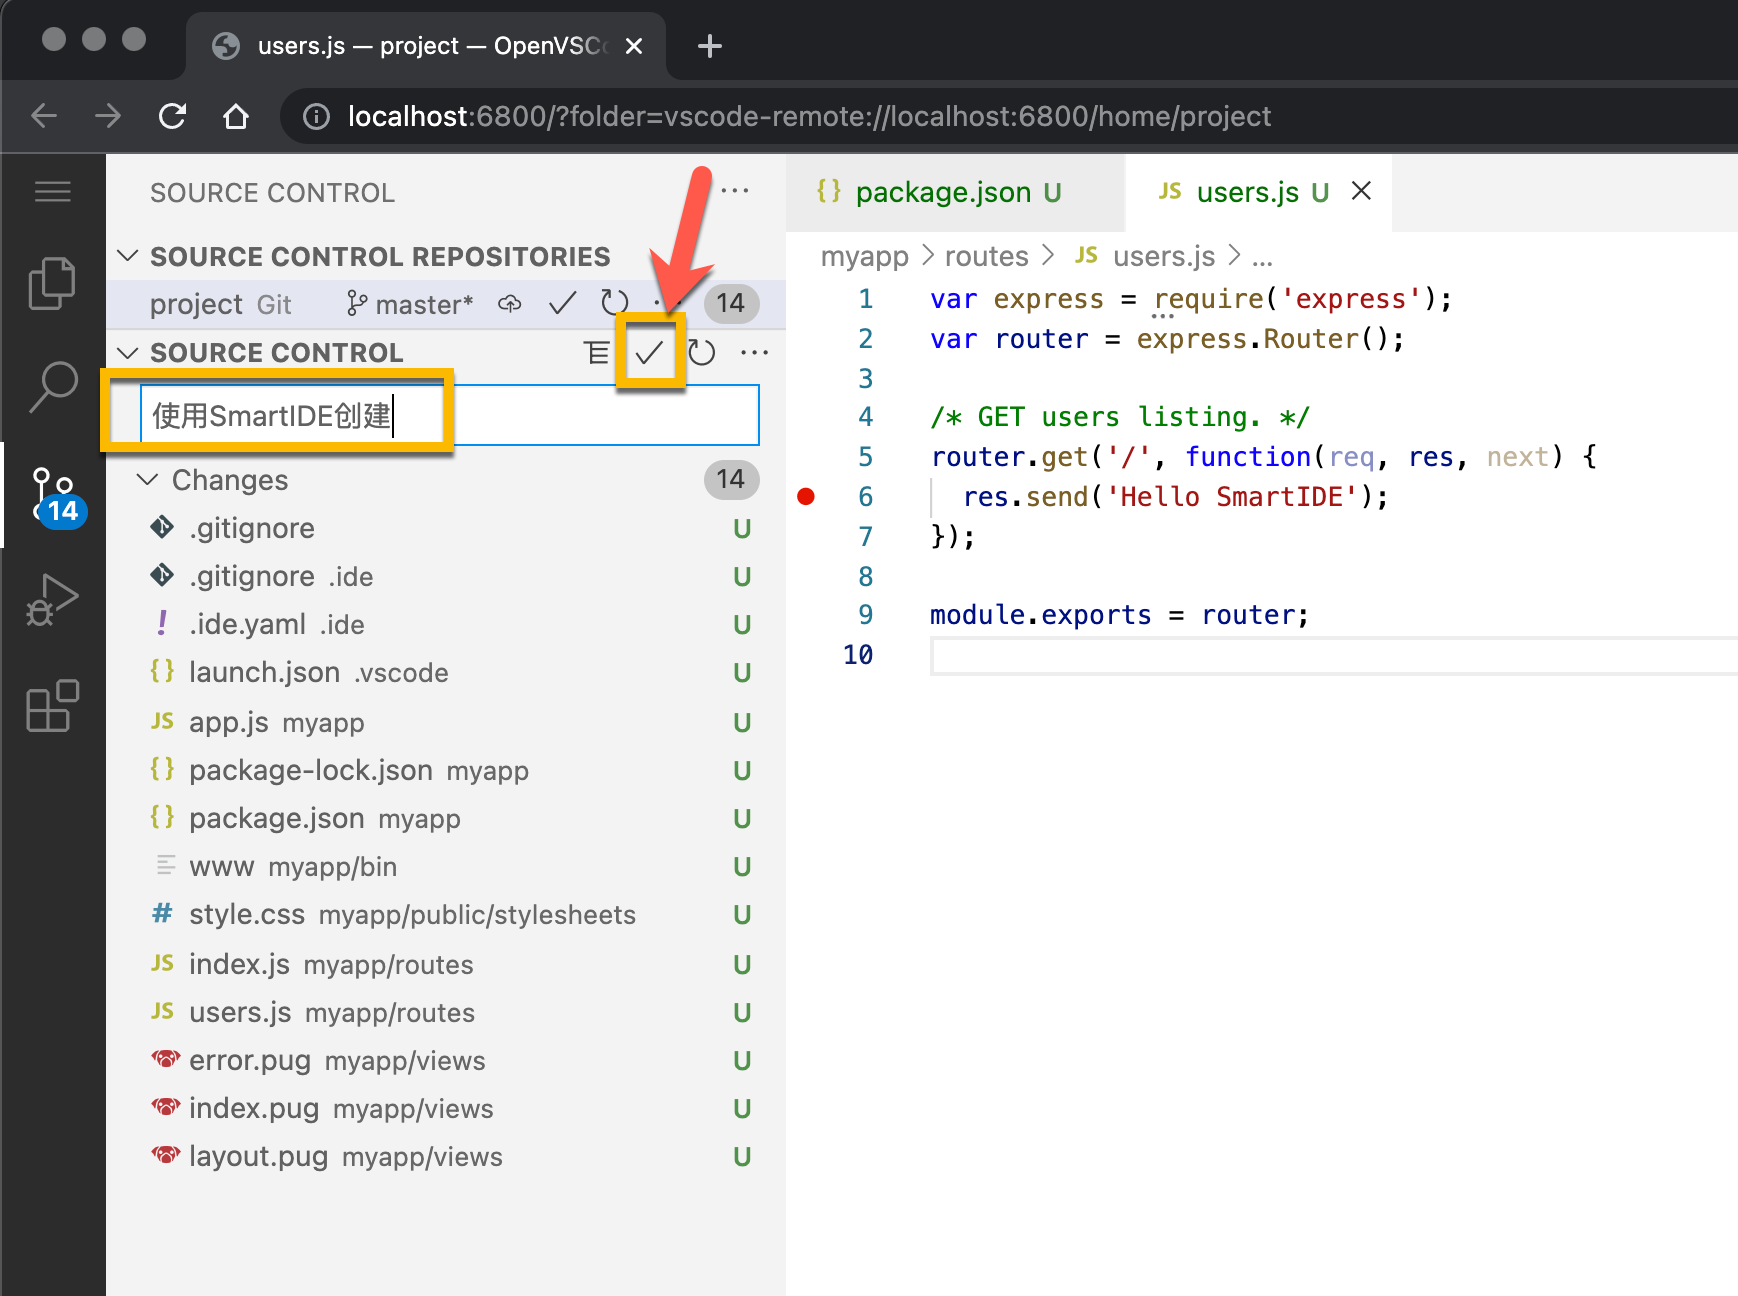 users.js — project — OpenVSCo
localhost:6800/?folder=vscode-remote://localhost:6800/home/project
SOURCE CONTROL
SOURCE CONTROL REPOSITORIES
project Git master* 14
SOURCE CONTROL
使用SmartIDE创建
Changes 14
.gitignore U
.gitignore .ide U
! .ide.yaml .ide U
{} launch.json .vscode U
JS app.js myapp U
{} package-lock.json myapp U
{} package.json myapp U
www myapp/bin U
# style.css myapp/public/stylesheets U
JS index.js myapp/routes U
JS users.js myapp/routes U
error.pug myapp/views U
index.pug myapp/views U
layout.pug myapp/views U
14
{} package.json U
JS users.js U
myapp > routes > JS users.js > ...
1 var express = require('express');
2 var router = express.Router();
3
4 /* GET users listing. */
5 router.get('/', function(req, res, next) {
6 res.send('Hello SmartIDE');
7 });
8
9 module.exports = router;
10